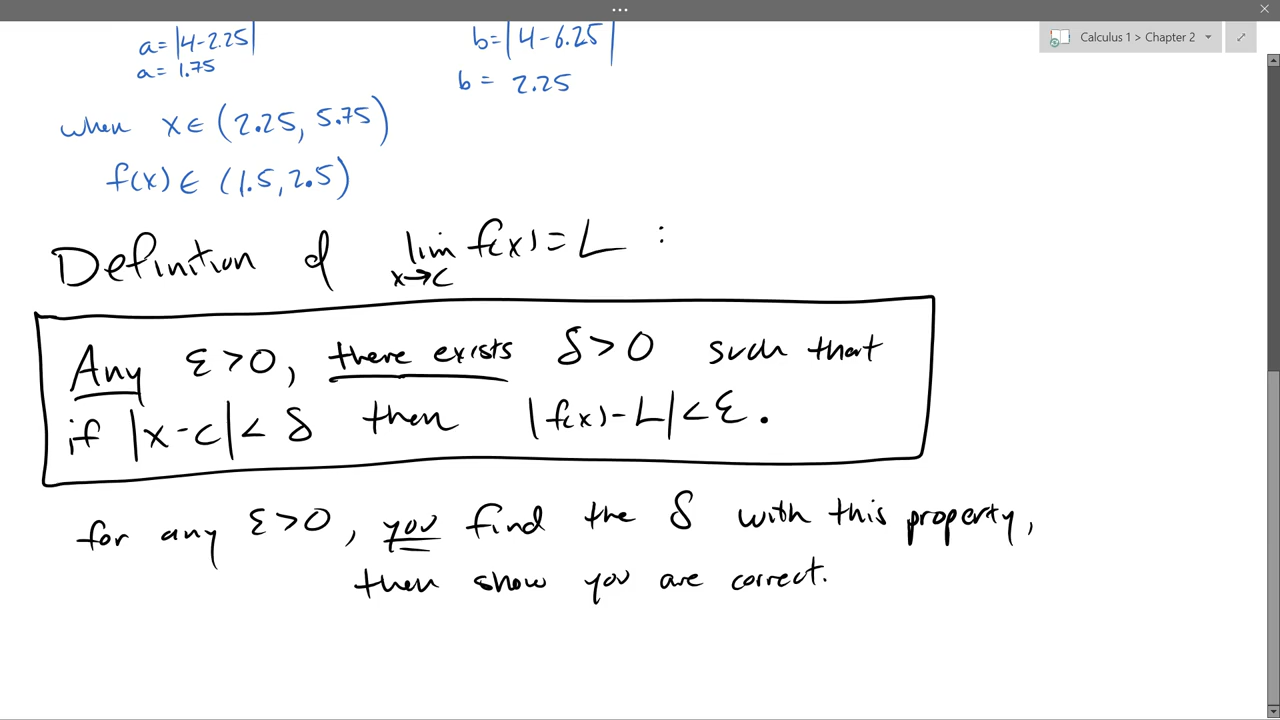 Calculus 1 > Chapter 2
a=|4-2.25|
b=|4-6.25|
a= 1.75
b= 2.25
when x∈(2.25, 5.75)
f(x)∈ (1.5, 2.5)
Definition of lim x→c f(x)=L :
Any ε>0, there exists δ>0 such that
if |x-c|< δ then |f(x)-L|<ε.
for any ε>0, you find the δ with this property,
then show you are correct.